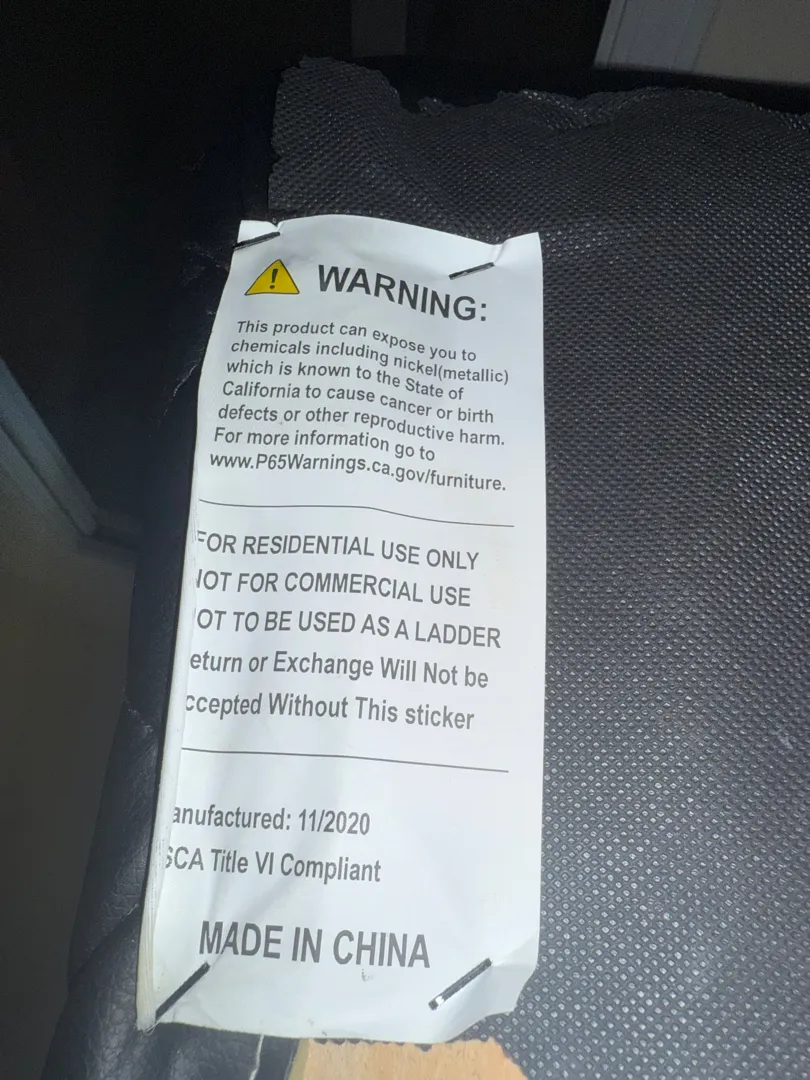 WARNING:
This product can expose you to
chemicals including nickel(metallic)
which is known to the State of
California to cause cancer or birth
defects or other reproductive harm.
For more information go to
www.P65Warnings.ca.gov/furniture.
FOR RESIDENTIAL USE ONLY
NOT FOR COMMERCIAL USE
OT TO BE USED AS A LADDER
eturn or Exchange Will Not be
ccepted Without This sticker
anufactured: 11/2020
SCA Title VI Compliant
MADE IN CHINA